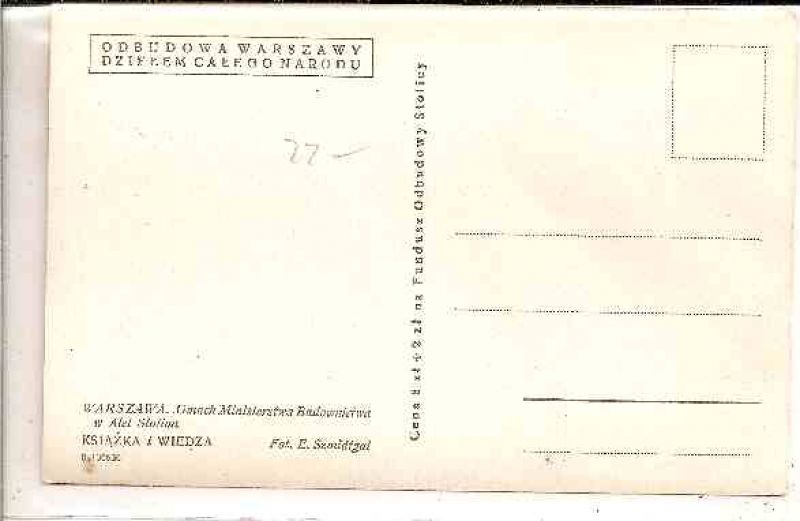 ODBUDOWA WARSZAWY
DZIEŁEM CAŁEGO NARODU
77 –
Cena 8 zł + 2 zł na Fundusz Odbudowy Stolicy
WARSZAWA. Gmach Ministerstwa Budownictwa
w Alei Stalina
KSIĄŻKA i WIEDZA Fot. E. Szmidtgal